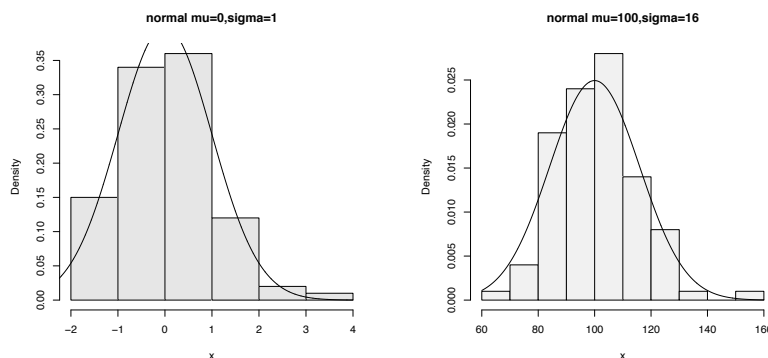 normal mu=0,sigma=1
Density
0.35
0.30
0.25
0.20
0.15
0.10
0.05
0.00
−2 −1 0 1 2 3 4
x
normal mu=100,sigma=16
Density
0.025
0.020
0.015
0.010
0.005
0.000
60 80 100 120 140 160
x